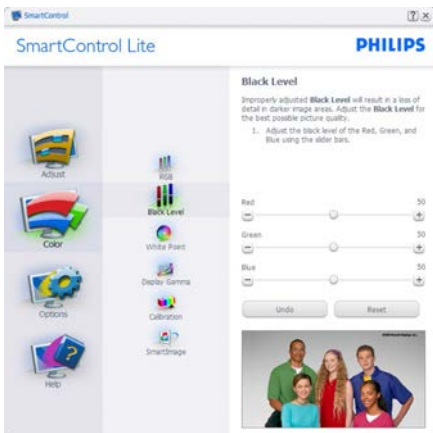 SmartControl
SmartControl Lite
PHILIPS
Adjust
Color
Options
Help
RGB
Black Level
White Point
Display Gamma
Calibration
SmartImage
Black Level
Improperly adjusted Black Level will result in a loss of
detail in darker image areas. Adjust the Black Level for
the best possible picture quality.
1. Adjust the black level of the Red, Green, and
Blue using the slider bars.
Red 50
Green 50
Blue 50
Undo Reset